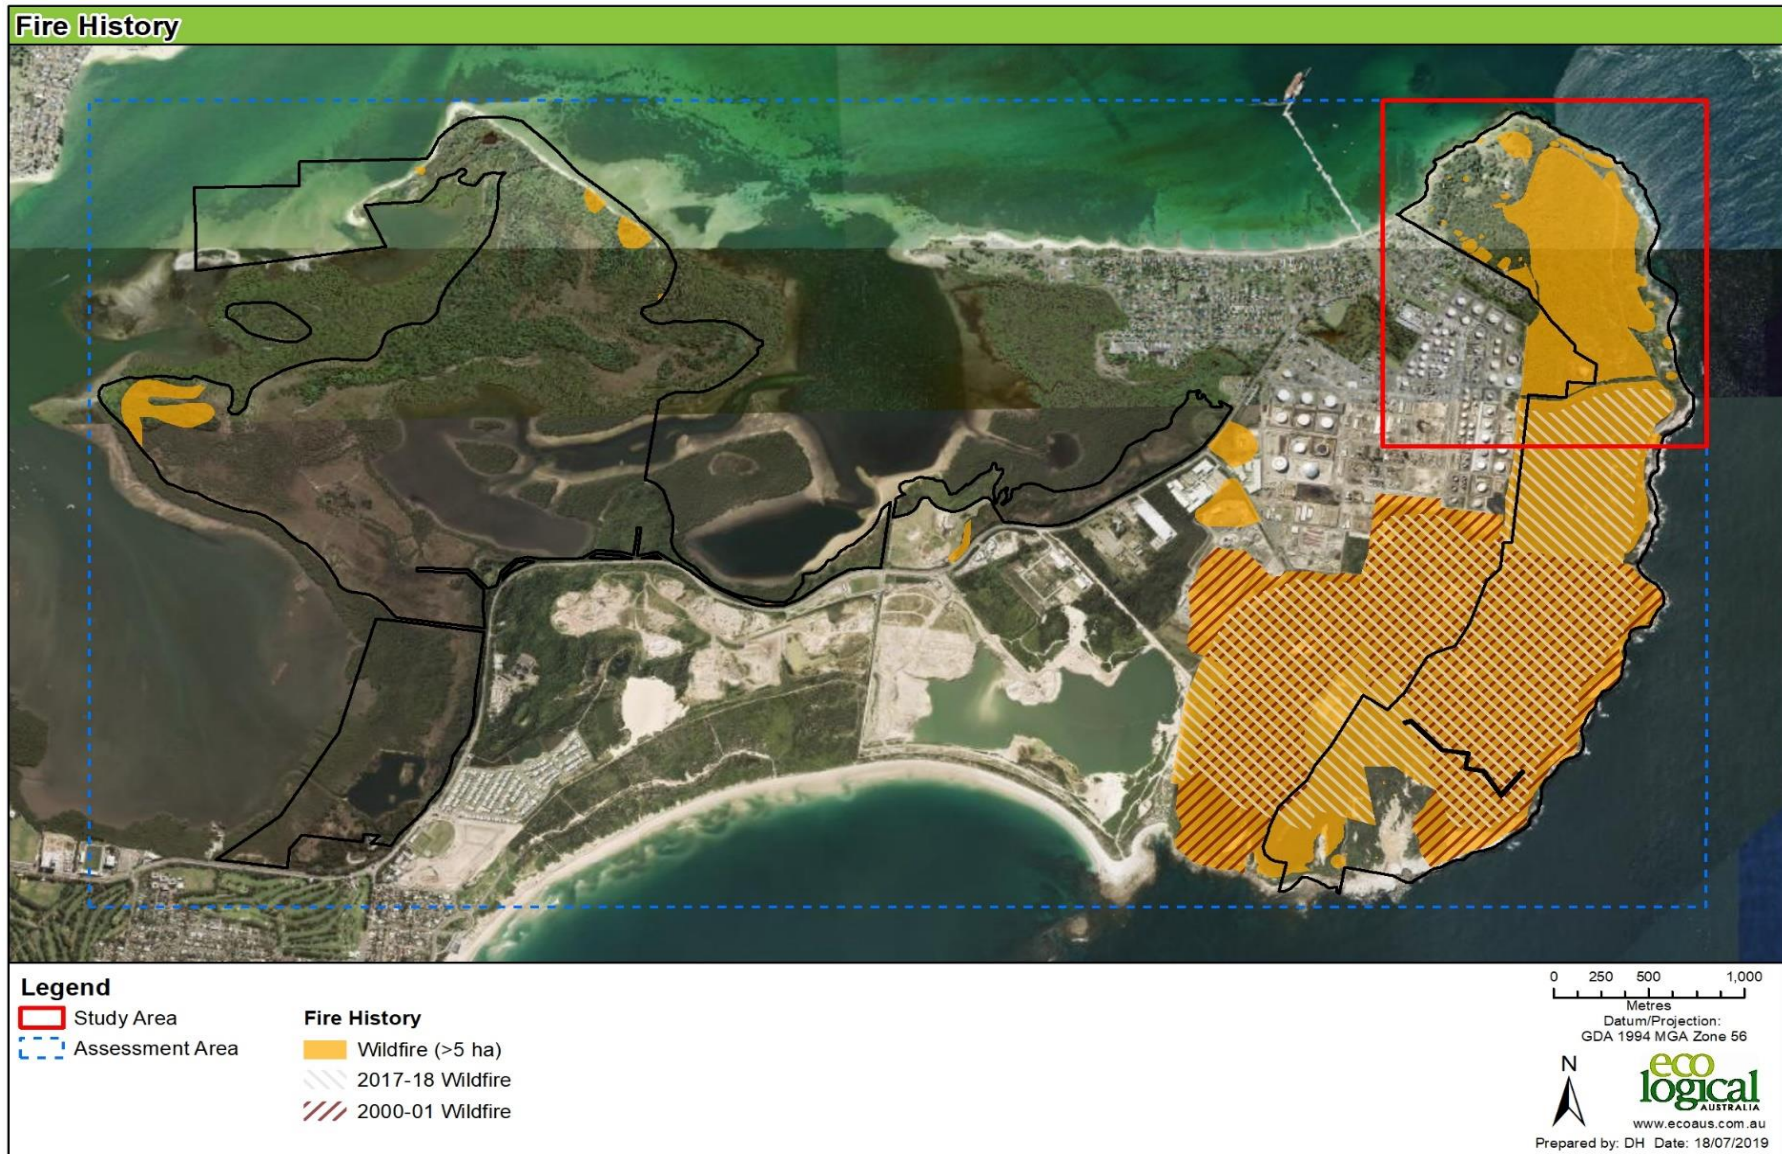 Fire History
Legend
Study Area
Assessment Area
Fire History
Wildfire (>5 ha)
2017-18 Wildfire
2000-01 Wildfire
0 250 500 1,000
Metres
Datum/Projection:
GDA 1994 MGA Zone 56
N
eco
logical
AUSTRALIA
www.ecoaus.com.au
Prepared by: DH Date: 18/07/2019